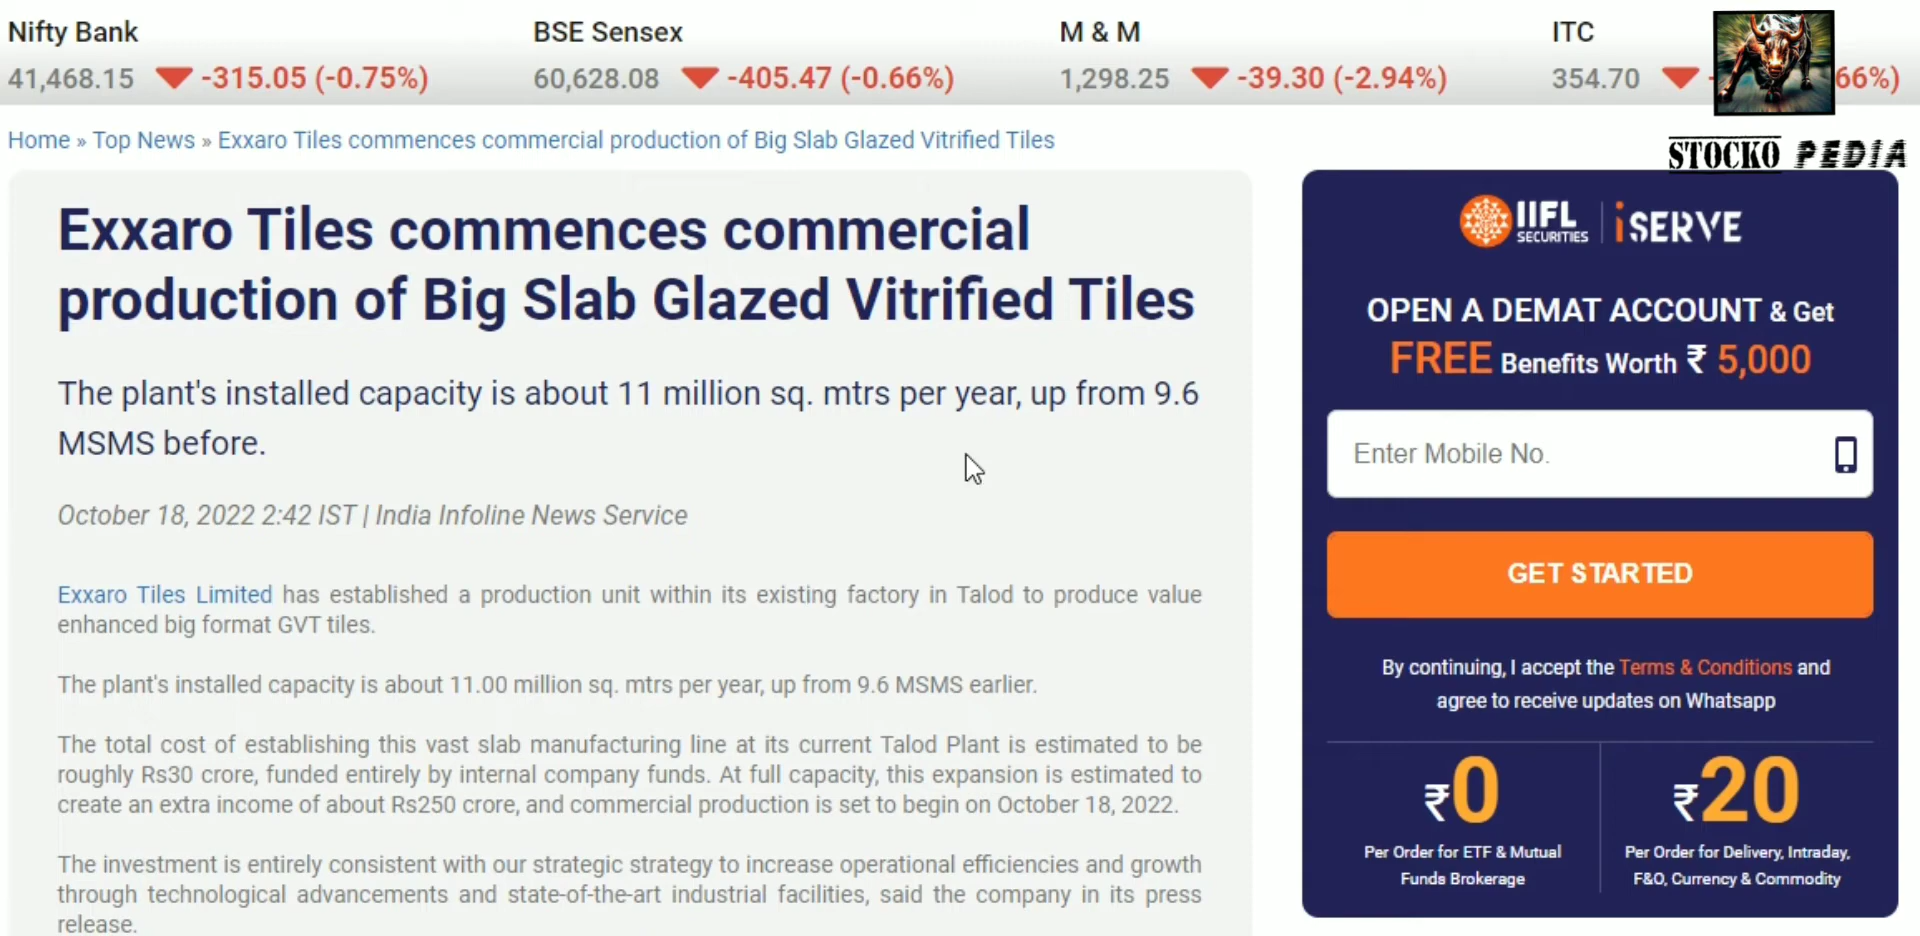 Nifty Bank
41,468.15 -315.05 (-0.75%)
BSE Sensex
60,628.08 -405.47 (-0.66%)
M & M
1,298.25 -39.30 (-2.94%)
ITC
354.70 66%)
STOCKO PEDIA
Home » Top News » Exxaro Tiles commences commercial production of Big Slab Glazed Vitrified Tiles
Exxaro Tiles commences commercial
production of Big Slab Glazed Vitrified Tiles
The plant's installed capacity is about 11 million sq. mtrs per year, up from 9.6
MSMS before.
October 18, 2022 2:42 IST | India Infoline News Service
Exxaro Tiles Limited has established a production unit within its existing factory in Talod to produce value
enhanced big format GVT tiles.
The plant's installed capacity is about 11.00 million sq. mtrs per year, up from 9.6 MSMS earlier.
The total cost of establishing this vast slab manufacturing line at its current Talod Plant is estimated to be
roughly Rs30 crore, funded entirely by internal company funds. At full capacity, this expansion is estimated to
create an extra income of about Rs250 crore, and commercial production is set to begin on October 18, 2022.
The investment is entirely consistent with our strategic strategy to increase operational efficiencies and growth
through technological advancements and state-of-the-art industrial facilities, said the company in its press
release.
IIFL SECURITIES iSERVE
OPEN A DEMAT ACCOUNT & Get
FREE Benefits Worth ₹ 5,000
Enter Mobile No.
GET STARTED
By continuing, I accept the Terms & Conditions and
agree to receive updates on Whatsapp
₹0
Per Order for ETF & Mutual
Funds Brokerage
₹20
Per Order for Delivery, Intraday,
F&O, Currency & Commodity